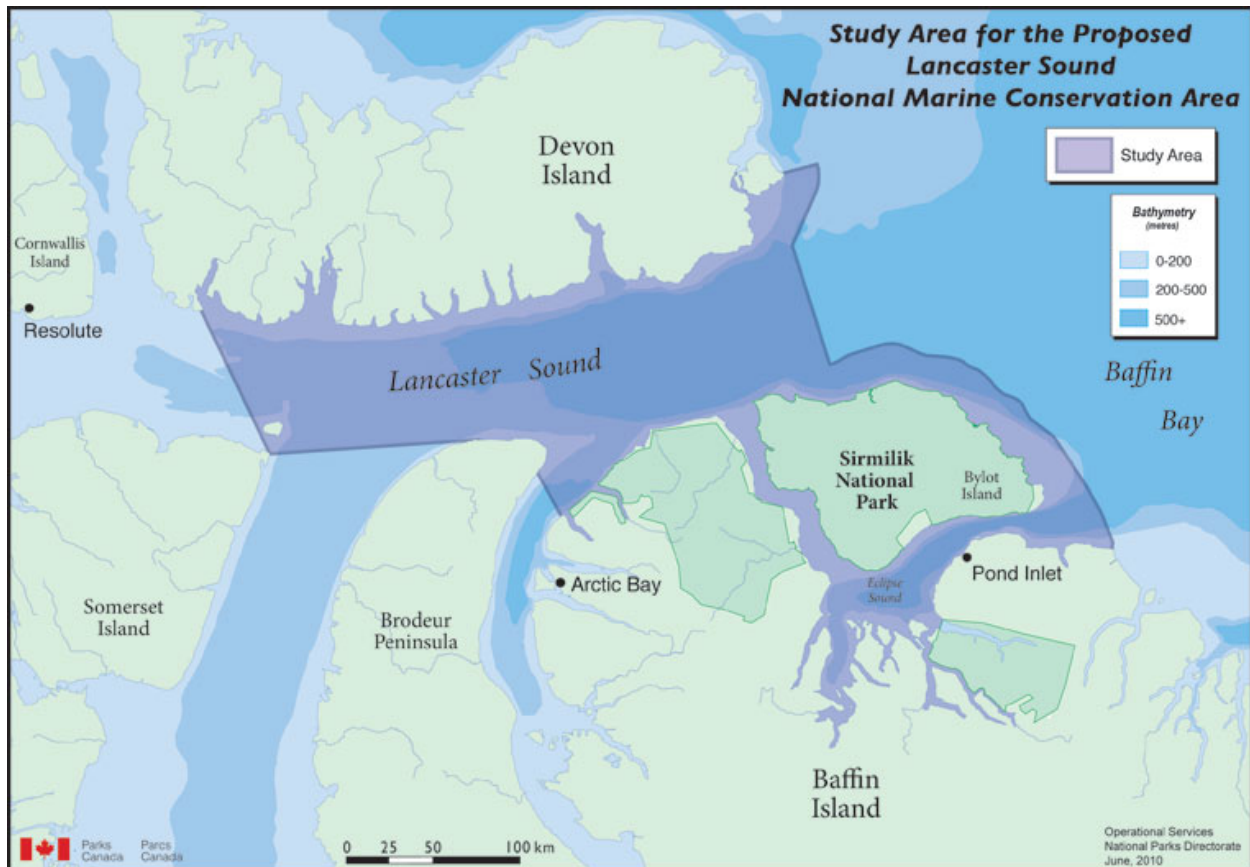 Study Area for the Proposed
Lancaster Sound
National Marine Conservation Area
Study Area
Bathymetry
(metres)
0-200
200-500
500+
Devon
Island
Cornwallis
Island
Resolute
Lancaster Sound
Baffin
Bay
Sirmilik
National
Park
Bylot
Island
Pond Inlet
Eclipse
Sound
Arctic Bay
Somerset
Island
Brodeur
Peninsula
Baffin
Island
Parks
Canada
Parcs
Canada
0 25 50 100 km
Operational Services
National Parks Directorate
June, 2010